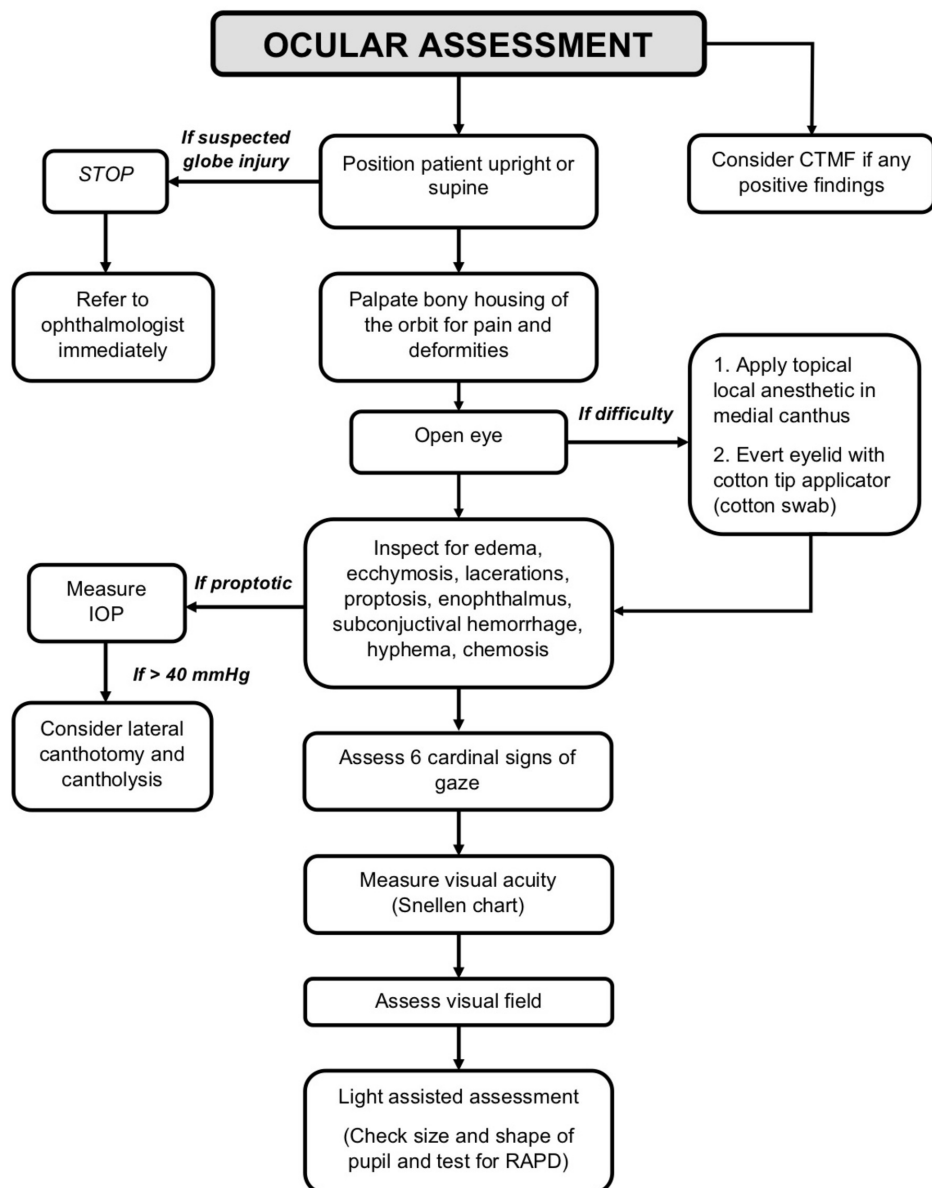 OCULAR ASSESSMENT
If suspected
globe injury
STOP
Position patient upright or
supine
Consider CTMF if any
positive findings
Refer to
ophthalmologist
immediately
Palpate bony housing of
the orbit for pain and
deformities
Open eye
If difficulty
1. Apply topical
local anesthetic in
medial canthus
2. Evert eyelid with
cotton tip applicator
(cotton swab)
Inspect for edema,
ecchymosis, lacerations,
proptosis, enophthalmus,
subconjuctival hemorrhage,
hyphema, chemosis
If proptotic
Measure
IOP
If > 40 mmHg
Consider lateral
canthotomy and
cantholysis
Assess 6 cardinal signs of
gaze
Measure visual acuity
(Snellen chart)
Assess visual field
Light assisted assessment
(Check size and shape of
pupil and test for RAPD)